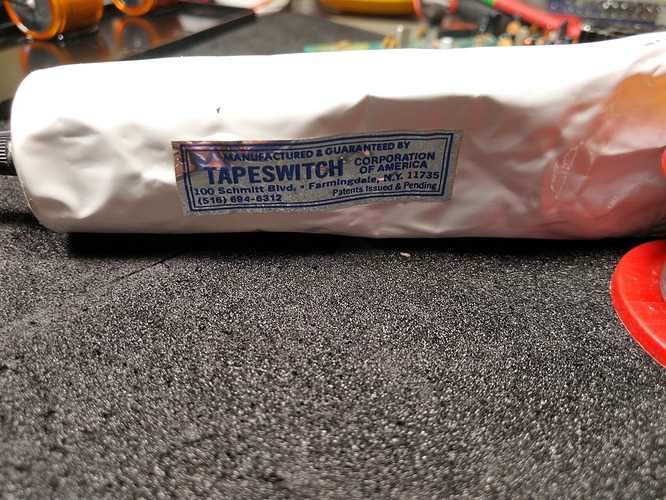 MANUFACTURED & GUARANTEED BY
TAPESWITCH CORPORATION OF AMERICA
100 Schmitt Blvd. • Farmingdale, N.Y. 11735
(516) 694-6312 Patents Issued & Pending